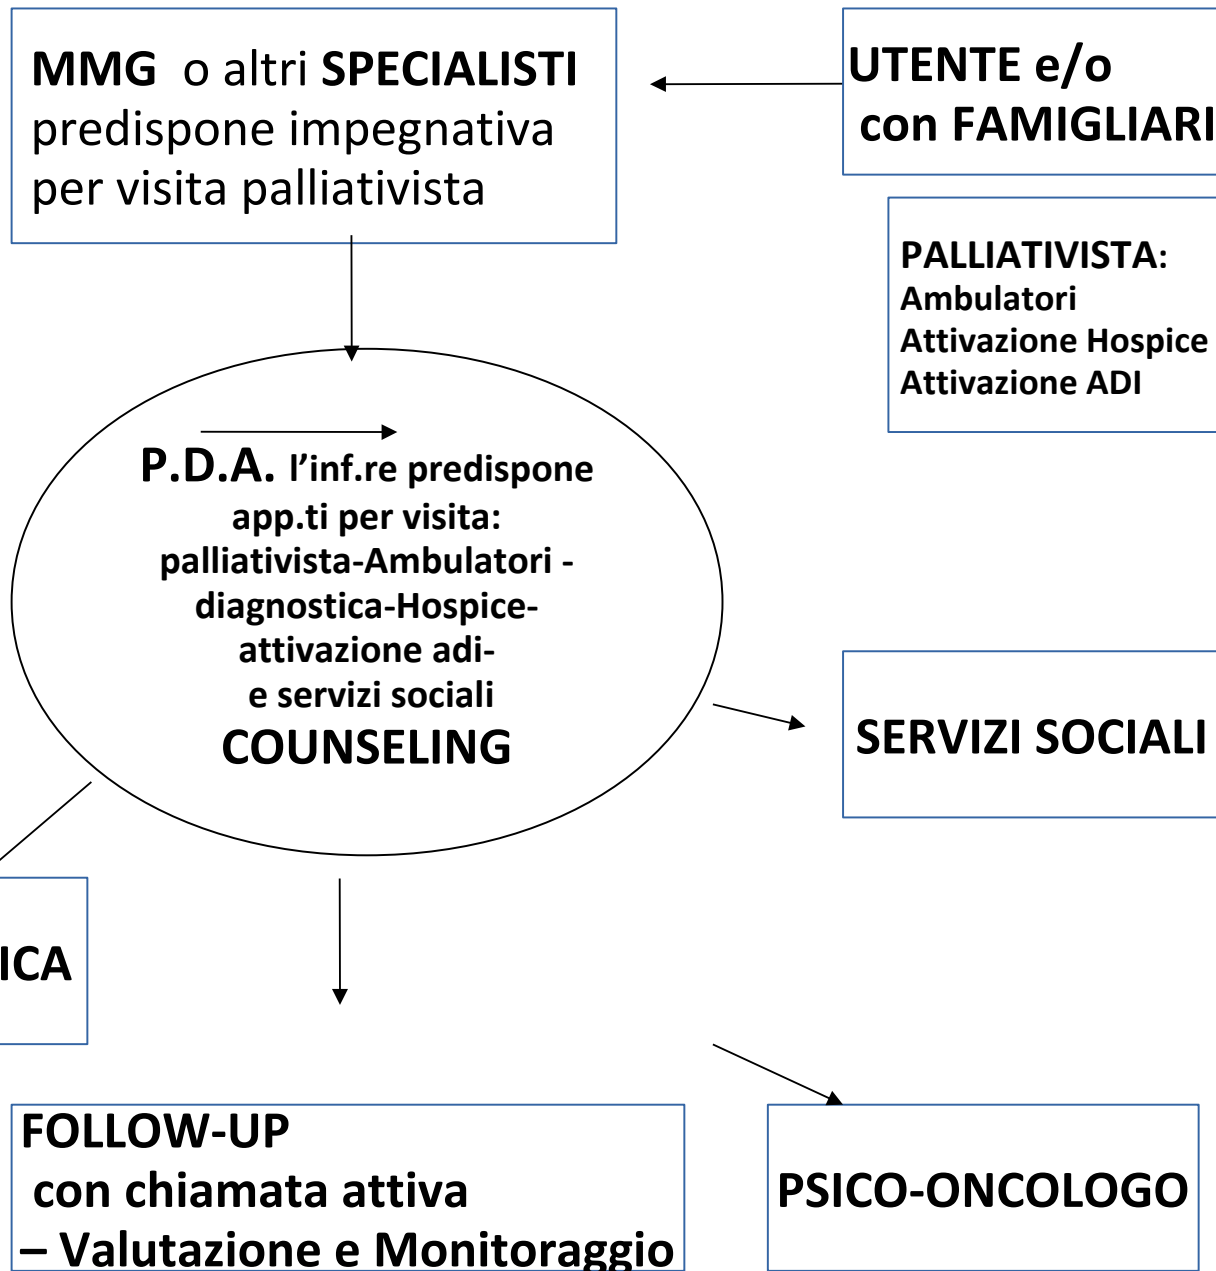 MMG o altri SPECIALISTI
predispone impegnativa
per visita palliativista
UTENTE e/o
con FAMIGLIARI
PALLIATIVISTA:
Ambulatori
Attivazione Hospice
Attivazione ADI
P.D.A. l’inf.re predispone
app.ti per visita:
palliativista-Ambulatori -
diagnostica-Hospice-
attivazione adi-
e servizi sociali
COUNSELING
SERVIZI SOCIALI
ICA
FOLLOW-UP
con chiamata attiva
– Valutazione e Monitoraggio
PSICO-ONCOLOGO